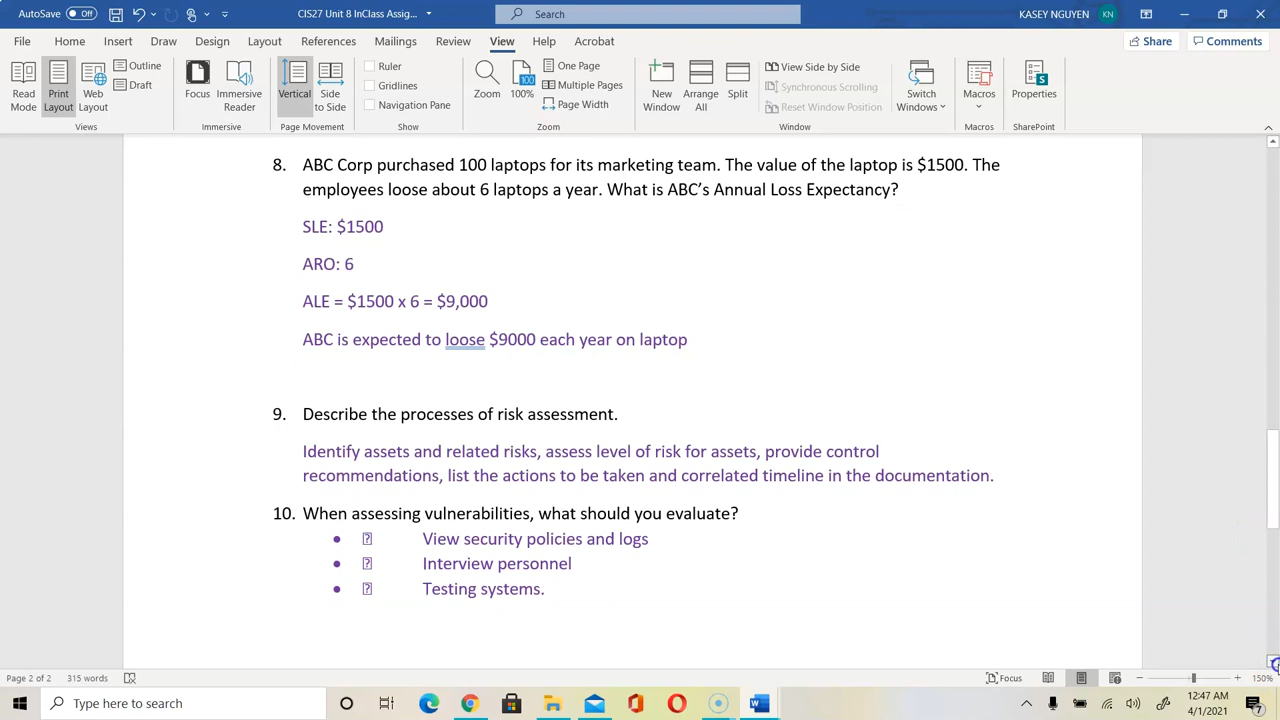 AutoSave Off Search KASEY NGUYEN KN
File Home Insert Draw Design Layout References Mailings Review View Help Acrobat Share Comments
Read Mode Print Layout Web Layout Outline Draft Focus Immersive Reader Vertical Side to Side Ruler Gridlines Navigation Pane Zoom 100 100% One Page Multiple Pages Page Width New Window Arrange All Split View Side by Side Synchronous Scrolling Reset Window Position Switch Windows Macros Properties
Views Immersive Page Movement Show Zoom Window Macros SharePoint
8. ABC Corp purchased 100 laptops for its marketing team. The value of the laptop is $1500. The
employees loose about 6 laptops a year. What is ABC’s Annual Loss Expectancy?
SLE: $1500
ARO: 6
ALE = $1500 x 6 = $9,000
ABC is expected to loose $9000 each year on laptop
9. Describe the processes of risk assessment.
Identify assets and related risks, assess level of risk for assets, provide control
recommendations, list the actions to be taken and correlated timeline in the documentation.
10. When assessing vulnerabilities, what should you evaluate?
• ? View security policies and logs
• ? Interview personnel
• ? Testing systems.
Page 2 of 2 315 words Focus 150%
Type here to search 12:47 AM
4/1/2021 7